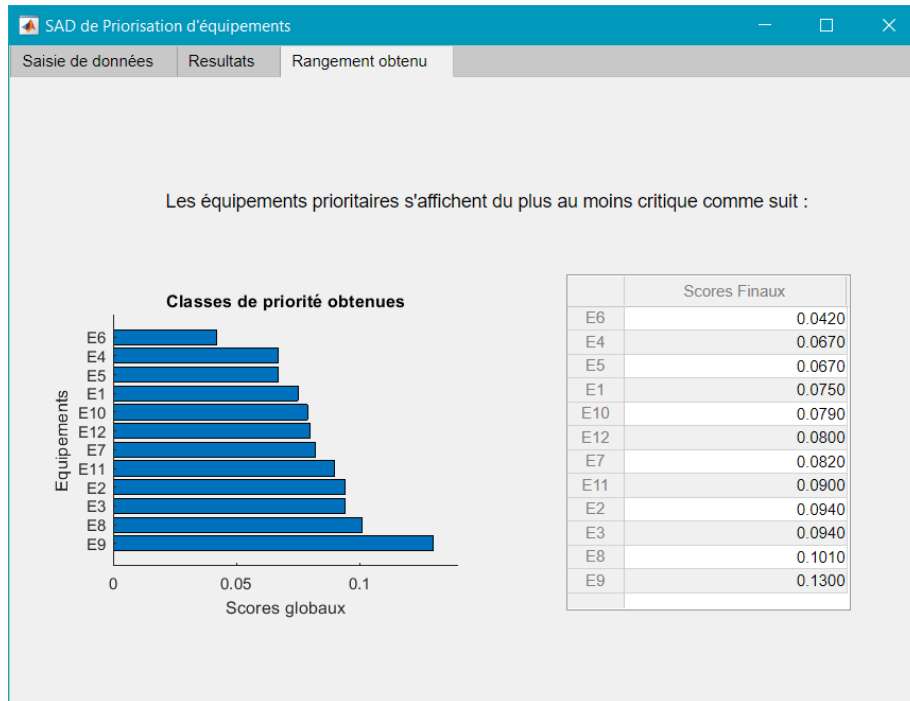 SAD de Priorisation d'équipements
Saisie de données Resultats Rangement obtenu
Les équipements prioritaires s'affichent du plus au moins critique comme suit :
Classes de priorité obtenues
Equipements
E6
E4
E5
E1
E10
E12
E7
E11
E2
E3
E8
E9
0 0.05 0.1
Scores globaux
Scores Finaux
E6 0.0420
E4 0.0670
E5 0.0670
E1 0.0750
E10 0.0790
E12 0.0800
E7 0.0820
E11 0.0900
E2 0.0940
E3 0.0940
E8 0.1010
E9 0.1300